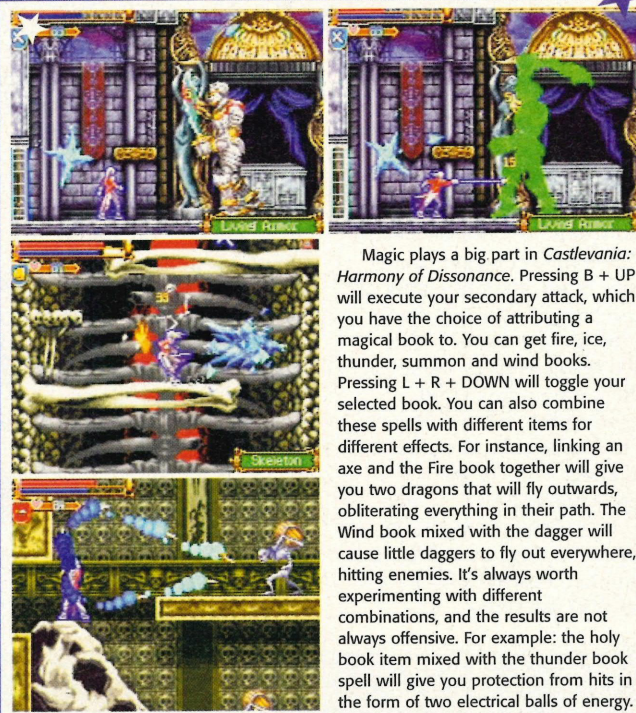 Living Armor
Living Armor
15
Magic plays a big part in Castlevania:
Harmony of Dissonance. Pressing B + UP
will execute your secondary attack, which
you have the choice of attributing a
magical book to. You can get fire, ice,
thunder, summon and wind books.
Pressing L + R + DOWN will toggle your
selected book. You can also combine
these spells with different items for
different effects. For instance, linking an
axe and the Fire book together will give
you two dragons that will fly outwards,
obliterating everything in their path. The
Wind book mixed with the dagger will
cause little daggers to fly out everywhere,
hitting enemies. It's always worth
experimenting with different
combinations, and the results are not
always offensive. For example: the holy
book item mixed with the thunder book
spell will give you protection from hits in
the form of two electrical balls of energy.
Skeleton